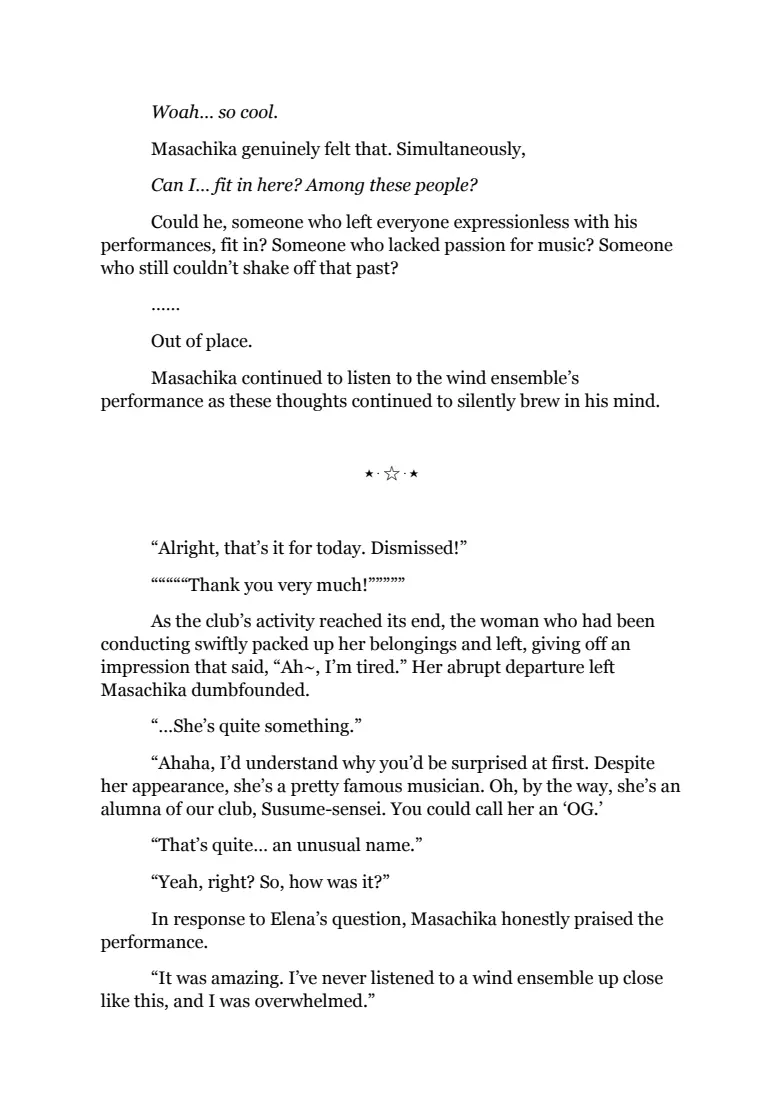 Woah... so cool.
Masachika genuinely felt that. Simultaneously,
Can I... fit in here? Among these people?
Could he, someone who left everyone expressionless with his
performances, fit in? Someone who lacked passion for music? Someone
who still couldn’t shake off that past?
......
Out of place.
Masachika continued to listen to the wind ensemble’s
performance as these thoughts continued to silently brew in his mind.
⋆·☆·⋆
“Alright, that’s it for today. Dismissed!”
“““““Thank you very much!”””””
As the club’s activity reached its end, the woman who had been
conducting swiftly packed up her belongings and left, giving off an
impression that said, “Ah~, I’m tired.” Her abrupt departure left
Masachika dumbfounded.
“...She’s quite something.”
“Ahaha, I’d understand why you’d be surprised at first. Despite
her appearance, she’s a pretty famous musician. Oh, by the way, she’s an
alumna of our club, Susume-sensei. You could call her an ‘OG.’
“That’s quite... an unusual name.”
“Yeah, right? So, how was it?”
In response to Elena’s question, Masachika honestly praised the
performance.
“It was amazing. I’ve never listened to a wind ensemble up close
like this, and I was overwhelmed.”